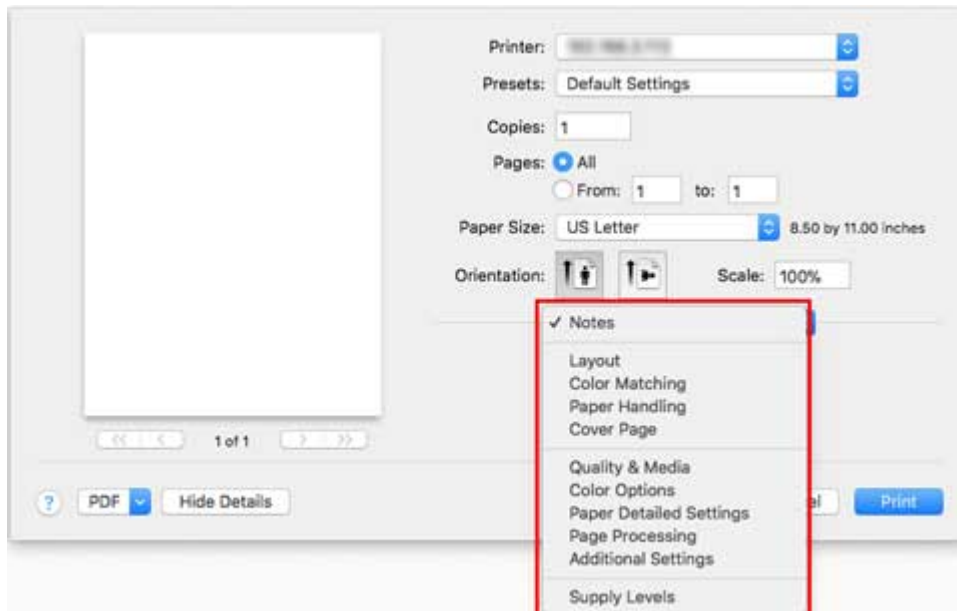 Printer:
Presets: Default Settings
Copies: 1
Pages: All
From: 1 to: 1
Paper Size: US Letter 8.50 by 11.00 inches
Orientation: Scale: 100%
✓ Notes
Layout
Color Matching
Paper Handling
Cover Page
1 of 1
Quality & Media
Color Options
Paper Detailed Settings
Page Processing
Additional Settings
Supply Levels
? PDF Hide Details Print